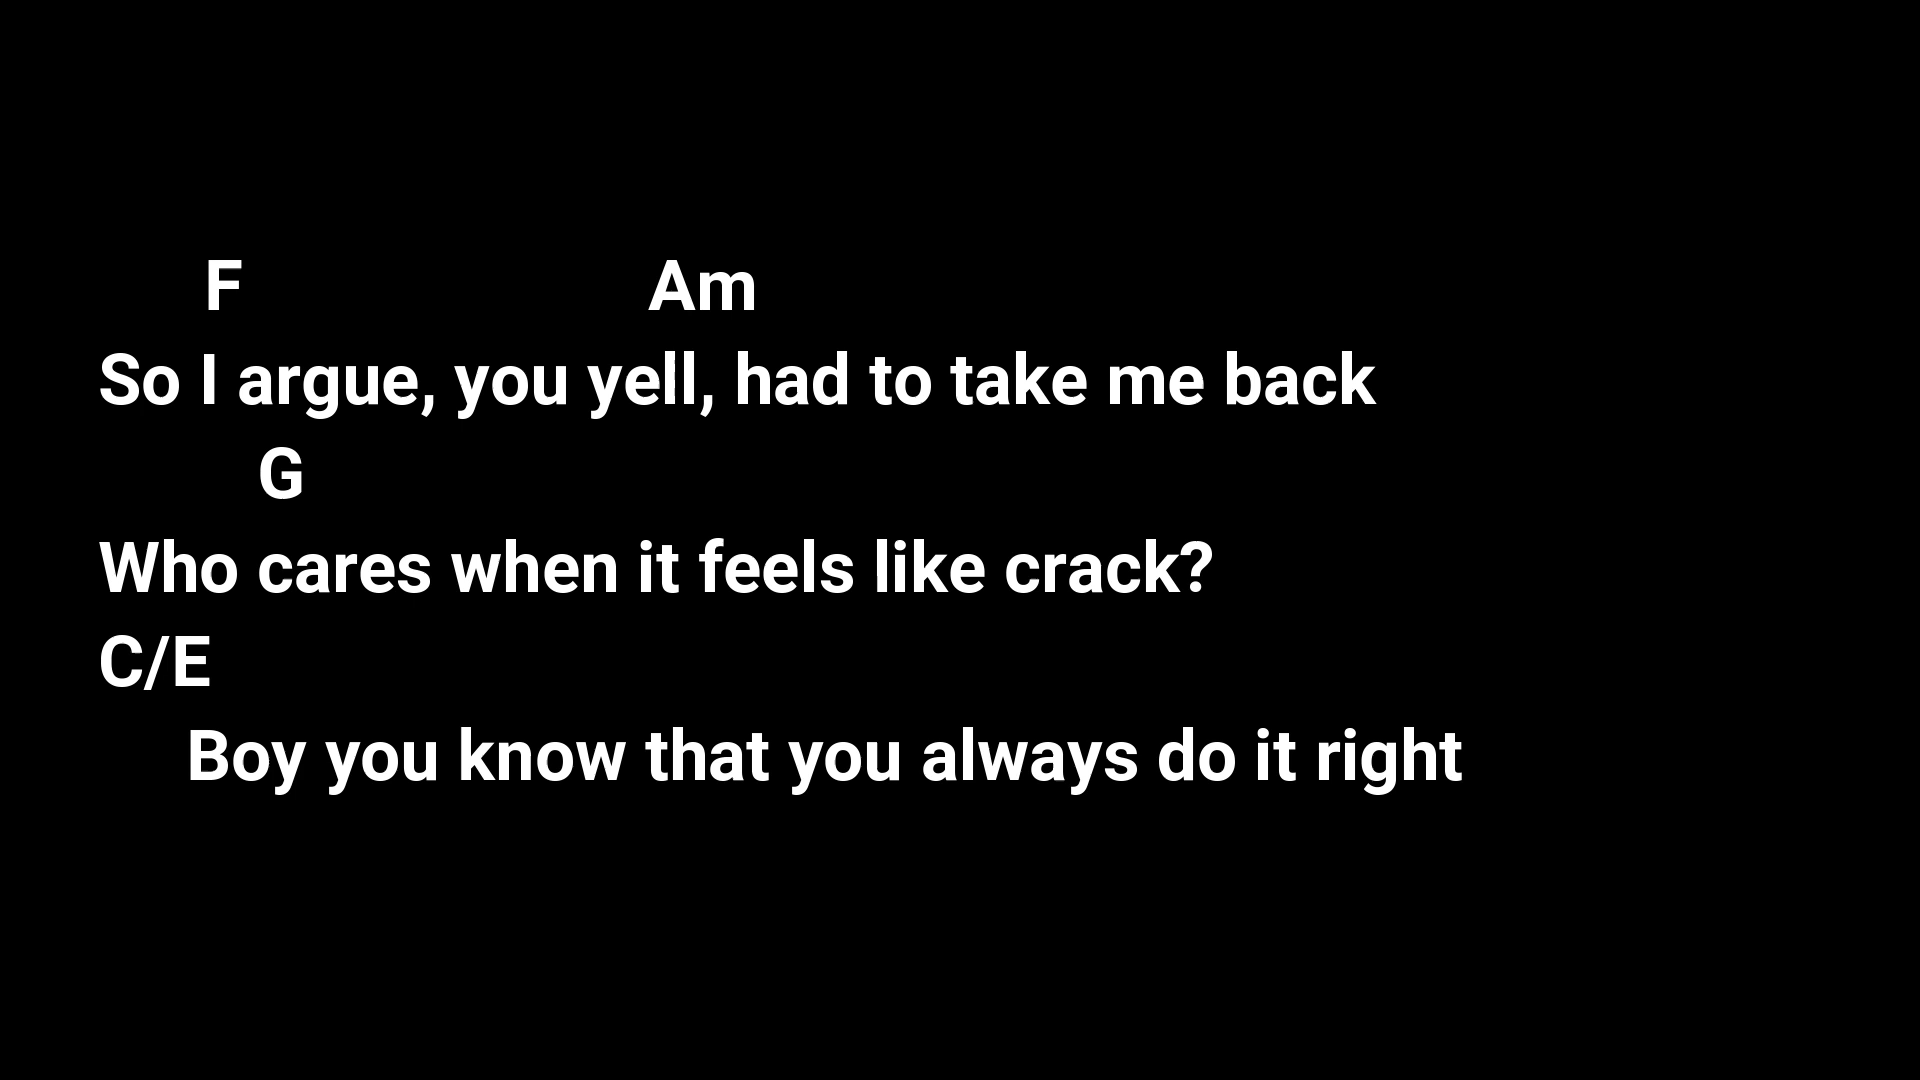 F Am
So I argue, you yell, had to take me back
G
Who cares when it feels like crack?
C/E
Boy you know that you always do it right